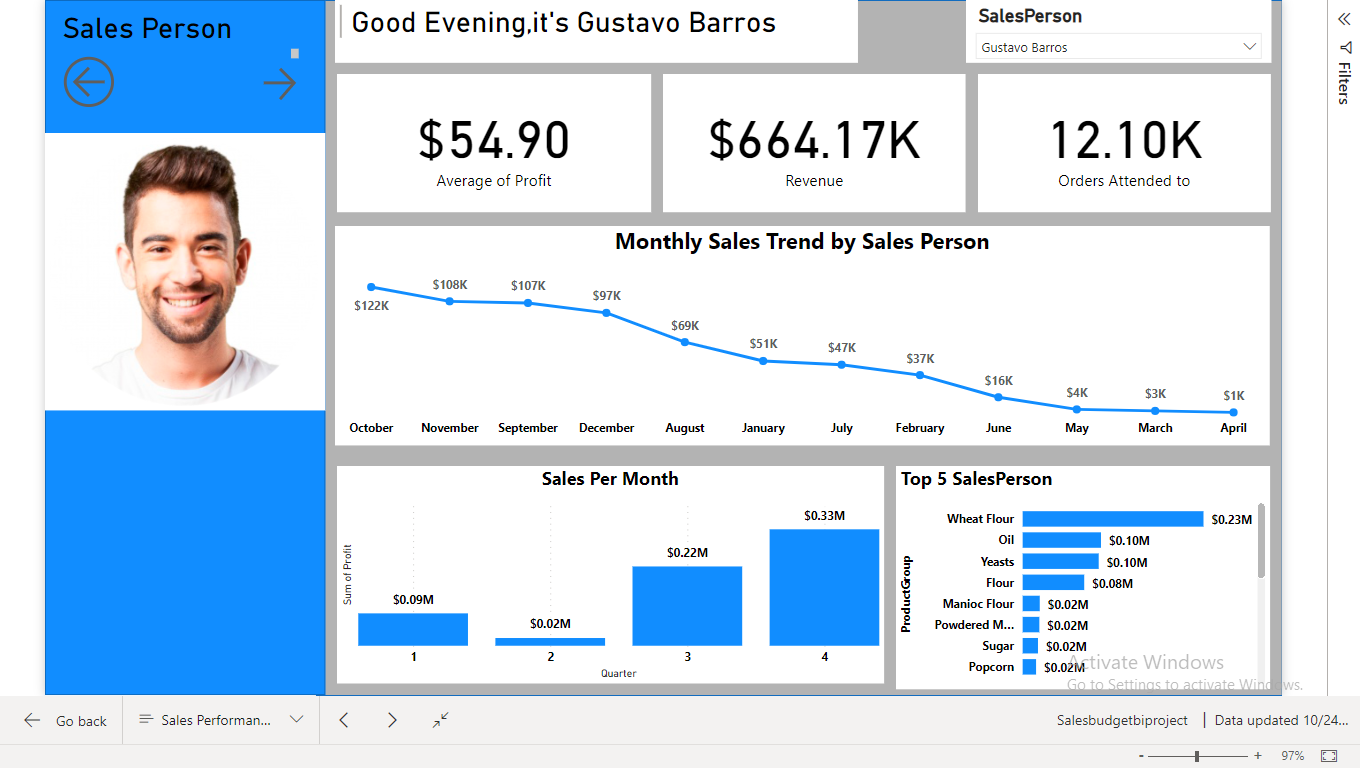 Sales Person
Good Evening,it's Gustavo Barros
SalesPerson
Gustavo Barros
Filters
$54.90
Average of Profit
$664.17K
Revenue
12.10K
Orders Attended to
Monthly Sales Trend by Sales Person
$122K $108K $107K $97K $69K $51K $47K $37K $16K $4K $3K $1K
October November September December August January July February June May March April
Sales Per Month
Sum of Profit
$0.09M $0.02M $0.22M $0.33M
1 2 3 4
Quarter
Top 5 SalesPerson
ProductGroup
Wheat Flour $0.23M
Oil $0.10M
Yeasts $0.10M
Flour $0.08M
Manioc Flour $0.02M
Powdered M... $0.02M
Sugar $0.02M
Popcorn $0.02M
Activate Windows
Go to Settings to activate Windows.
Go back
Sales Performan...
Salesbudgetbiproject | Data updated 10/24...
- + 97%